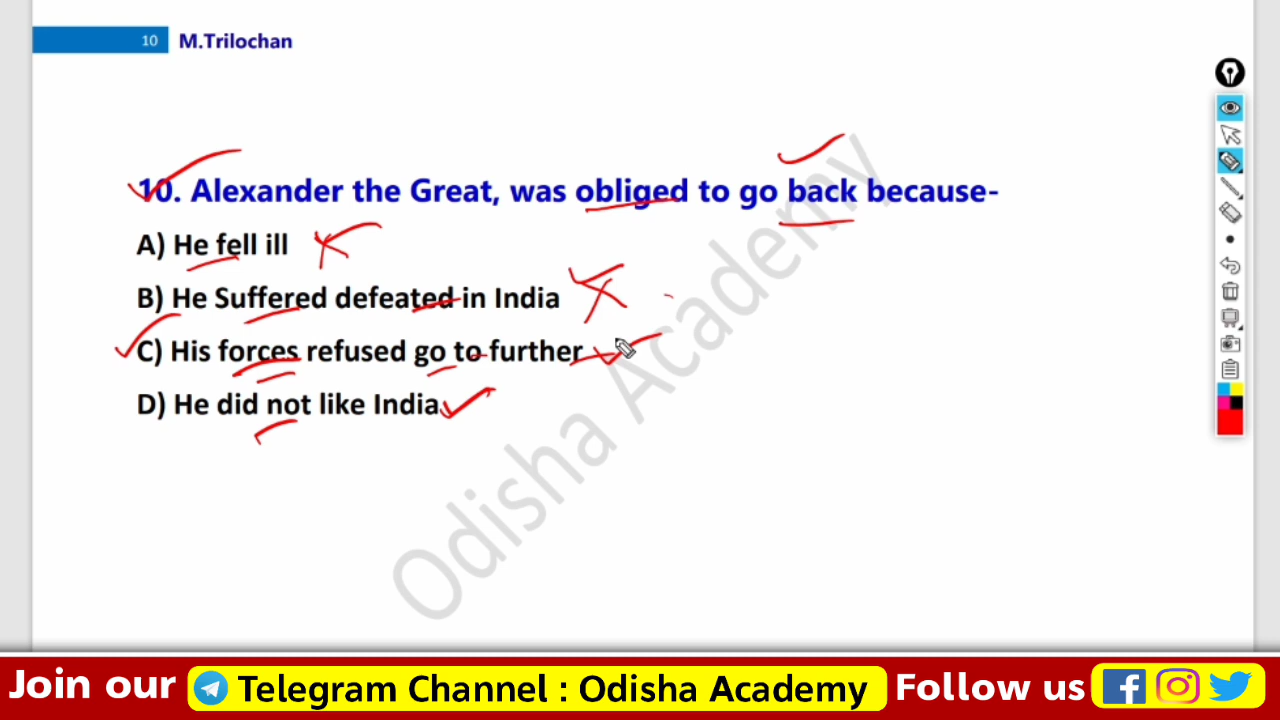 10 M.Trilochan
10. Alexander the Great, was obliged to go back because-
A) He fell ill
B) He Suffered defeated in India
C) His forces refused go to further
D) He did not like India
Odisha Academy
Join our Telegram Channel : Odisha Academy Follow us